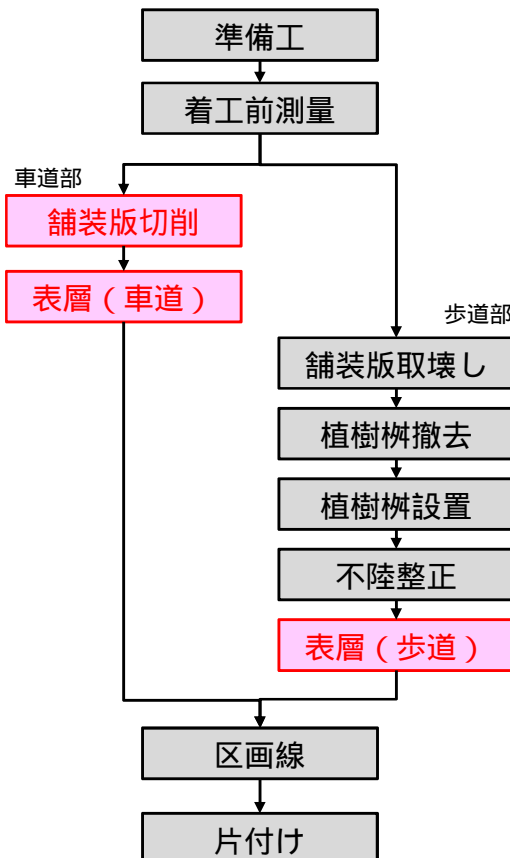 準備工
着工前測量
車道部
舗装版切削
表層（車道）
歩道部
舗装版取壊し
植樹桝撤去
植樹桝設置
不陸整正
表層（歩道）
区画線
片付け